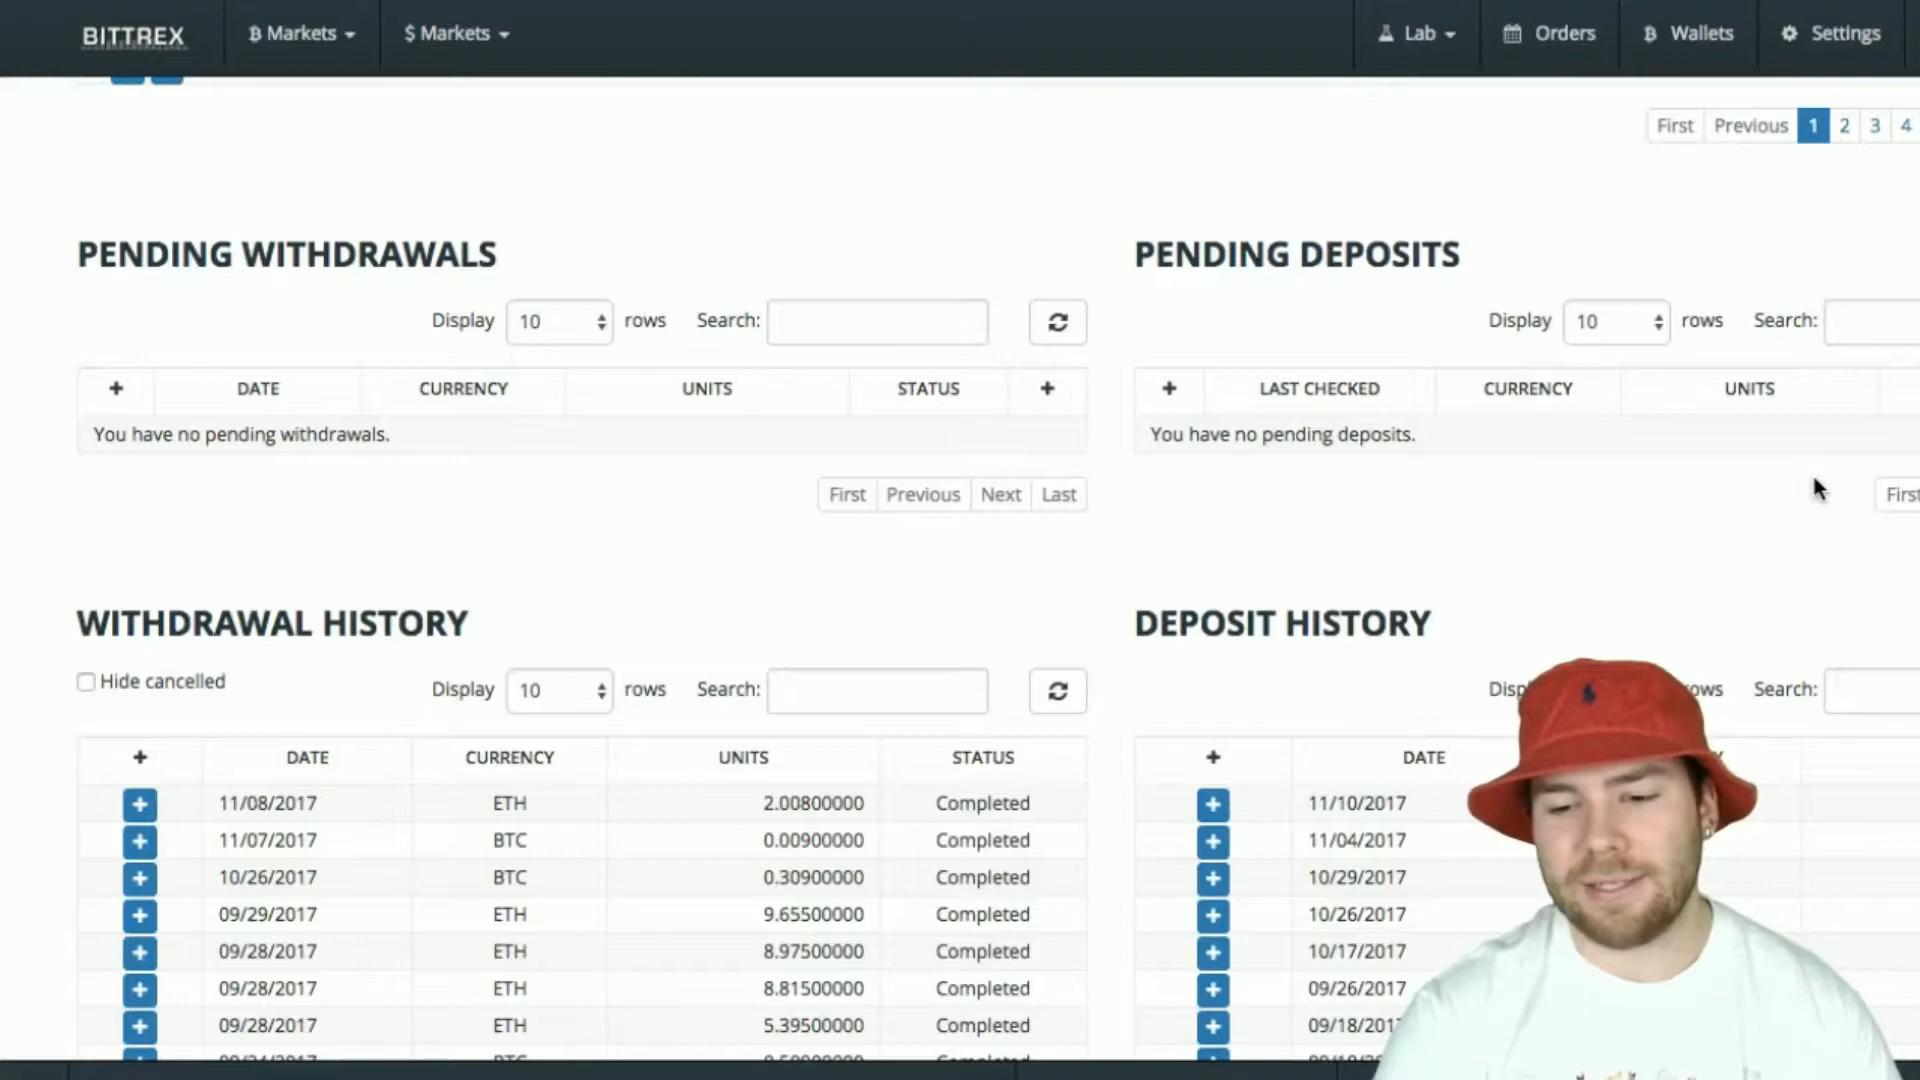 BITTREX
฿ Markets
$ Markets
Lab
Orders
฿ Wallets
Settings
First Previous 1 2 3 4
PENDING WITHDRAWALS
Display 10 rows Search:
+ DATE CURRENCY UNITS STATUS +
You have no pending withdrawals.
First Previous Next Last
PENDING DEPOSITS
Display 10 rows Search:
+ LAST CHECKED CURRENCY UNITS
You have no pending deposits.
First
WITHDRAWAL HISTORY
Hide cancelled
Display 10 rows Search:
+ DATE CURRENCY UNITS STATUS
+ 11/08/2017 ETH 2.00800000 Completed
+ 11/07/2017 BTC 0.00900000 Completed
+ 10/26/2017 BTC 0.30900000 Completed
+ 09/29/2017 ETH 9.65500000 Completed
+ 09/28/2017 ETH 8.97500000 Completed
+ 09/28/2017 ETH 8.81500000 Completed
+ 09/28/2017 ETH 5.39500000 Completed
DEPOSIT HISTORY
Search:
+ DATE
+ 11/10/2017
+ 11/04/2017
+ 10/29/2017
+ 10/26/2017
+ 10/17/2017
+ 09/26/2017
+ 09/18/2017